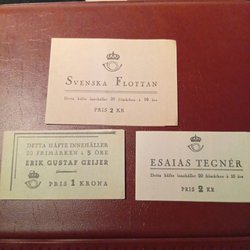 SVENSKA FLOTTAN
Detta häfte innehåller 20 frimärken à 10 öre
PRIS 2 KR
DETTA HÄFTE INNEHÅLLER
20 FRIMÄRKEN à 5 ÖRE
ERIK GUSTAF GEIJER
PRIS 1 KRONA
ESAIAS TEGNÉR
Detta häfte innehåller 20 frimärken à 10 öre
PRIS 2 KR